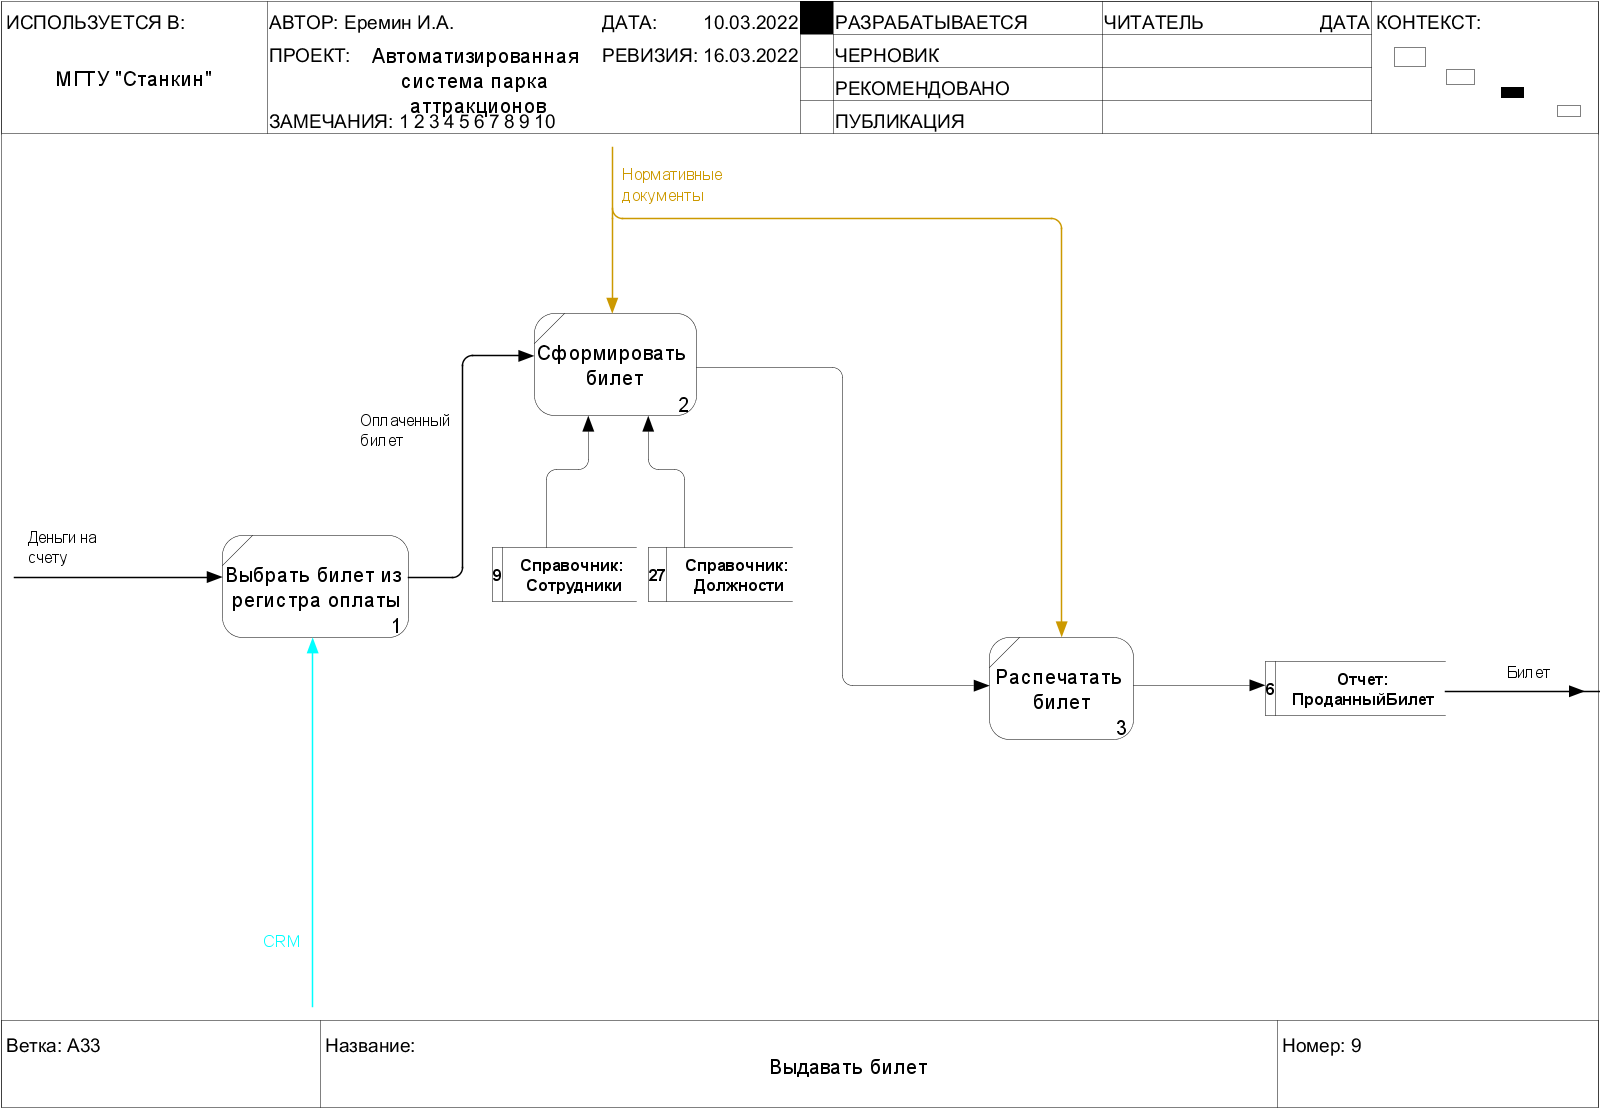 ИСПОЛЬЗУЕТСЯ В:
МГТУ "Станкин"
АВТОР: Еремин И.А.
ДАТА: 10.03.2022
ПРОЕКТ: Автоматизированная
система парка
аттракционов
РЕВИЗИЯ: 16.03.2022
ЗАМЕЧАНИЯ: 1 2 3 4 5 6 7 8 9 10
РАЗРАБАТЫВАЕТСЯ
ЧЕРНОВИК
РЕКОМЕНДОВАНО
ПУБЛИКАЦИЯ
ЧИТАТЕЛЬ
ДАТА
КОНТЕКСТ:
Нормативные
документы
Сформировать
билет
2
Оплаченный
билет
Деньги на
счету
Выбрать билет из
регистра оплаты
1
9
Справочник:
Сотрудники
27
Справочник:
Должности
Распечатать
билет
3
6
Отчет:
ПроданныйБилет
Билет
CRM
Ветка: A33
Название:
Выдавать билет
Номер: 9